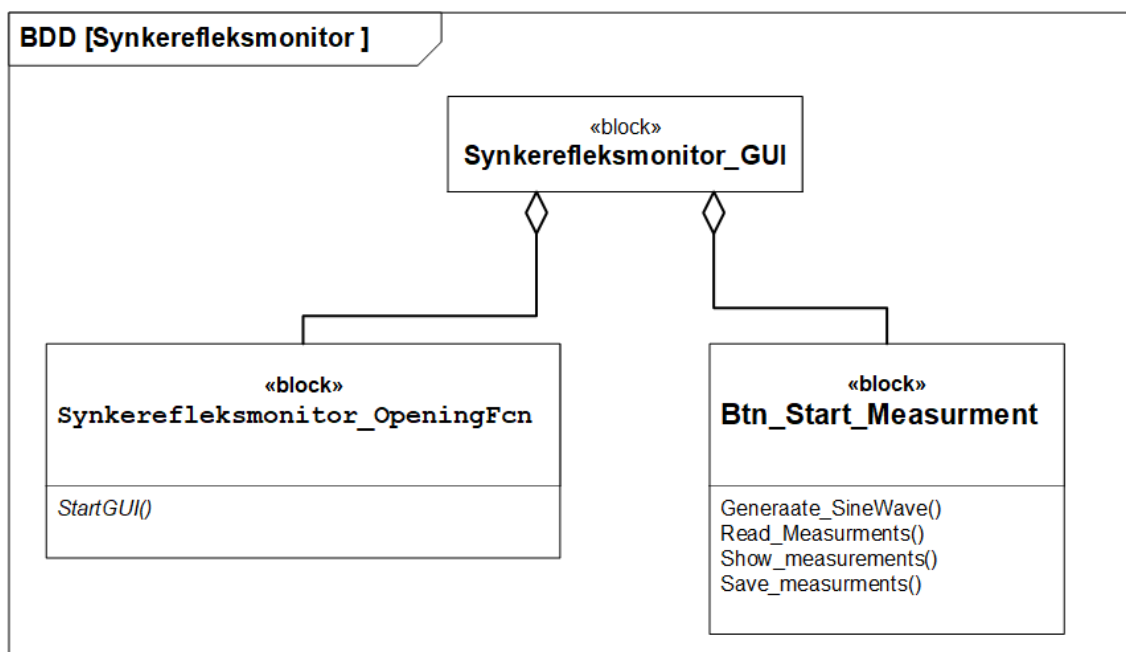 BDD [Synkerefleksmonitor ]
«block»
Synkerefleksmonitor_GUI
«block»
Synkerefleksmonitor_OpeningFcn
StartGUI()
«block»
Btn_Start_Measurment
Generaate_SineWave()
Read_Measurments()
Show_measurements()
Save_measurments()